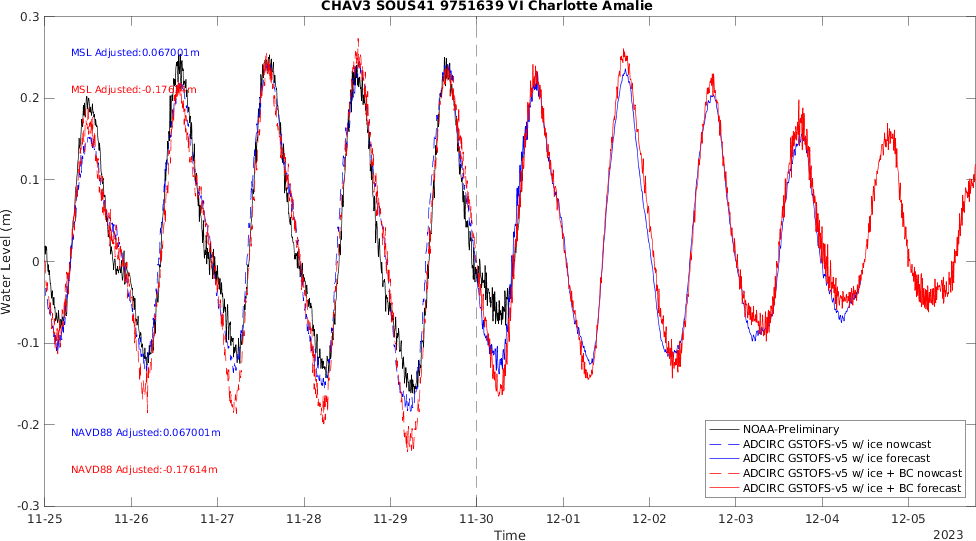 CHAV3 SOUS41 9751639 VI Charlotte Amalie
0.3
MSL Adjusted:0.067001m
MSL Adjusted:-0.17614m
0.2
0.1
Water Level (m)
0
-0.1
-0.2
NAVD88 Adjusted:0.067001m
NAVD88 Adjusted:-0.17614m
NOAA-Preliminary
ADCIRC GSTOFS-v5 w/ ice nowcast
ADCIRC GSTOFS-v5 w/ ice forecast
ADCIRC GSTOFS-v5 w/ ice + BC nowcast
ADCIRC GSTOFS-v5 w/ ice + BC forecast
-0.3
11-25 11-26 11-27 11-28 11-29 11-30 12-01 12-02 12-03 12-04 12-05
Time
2023